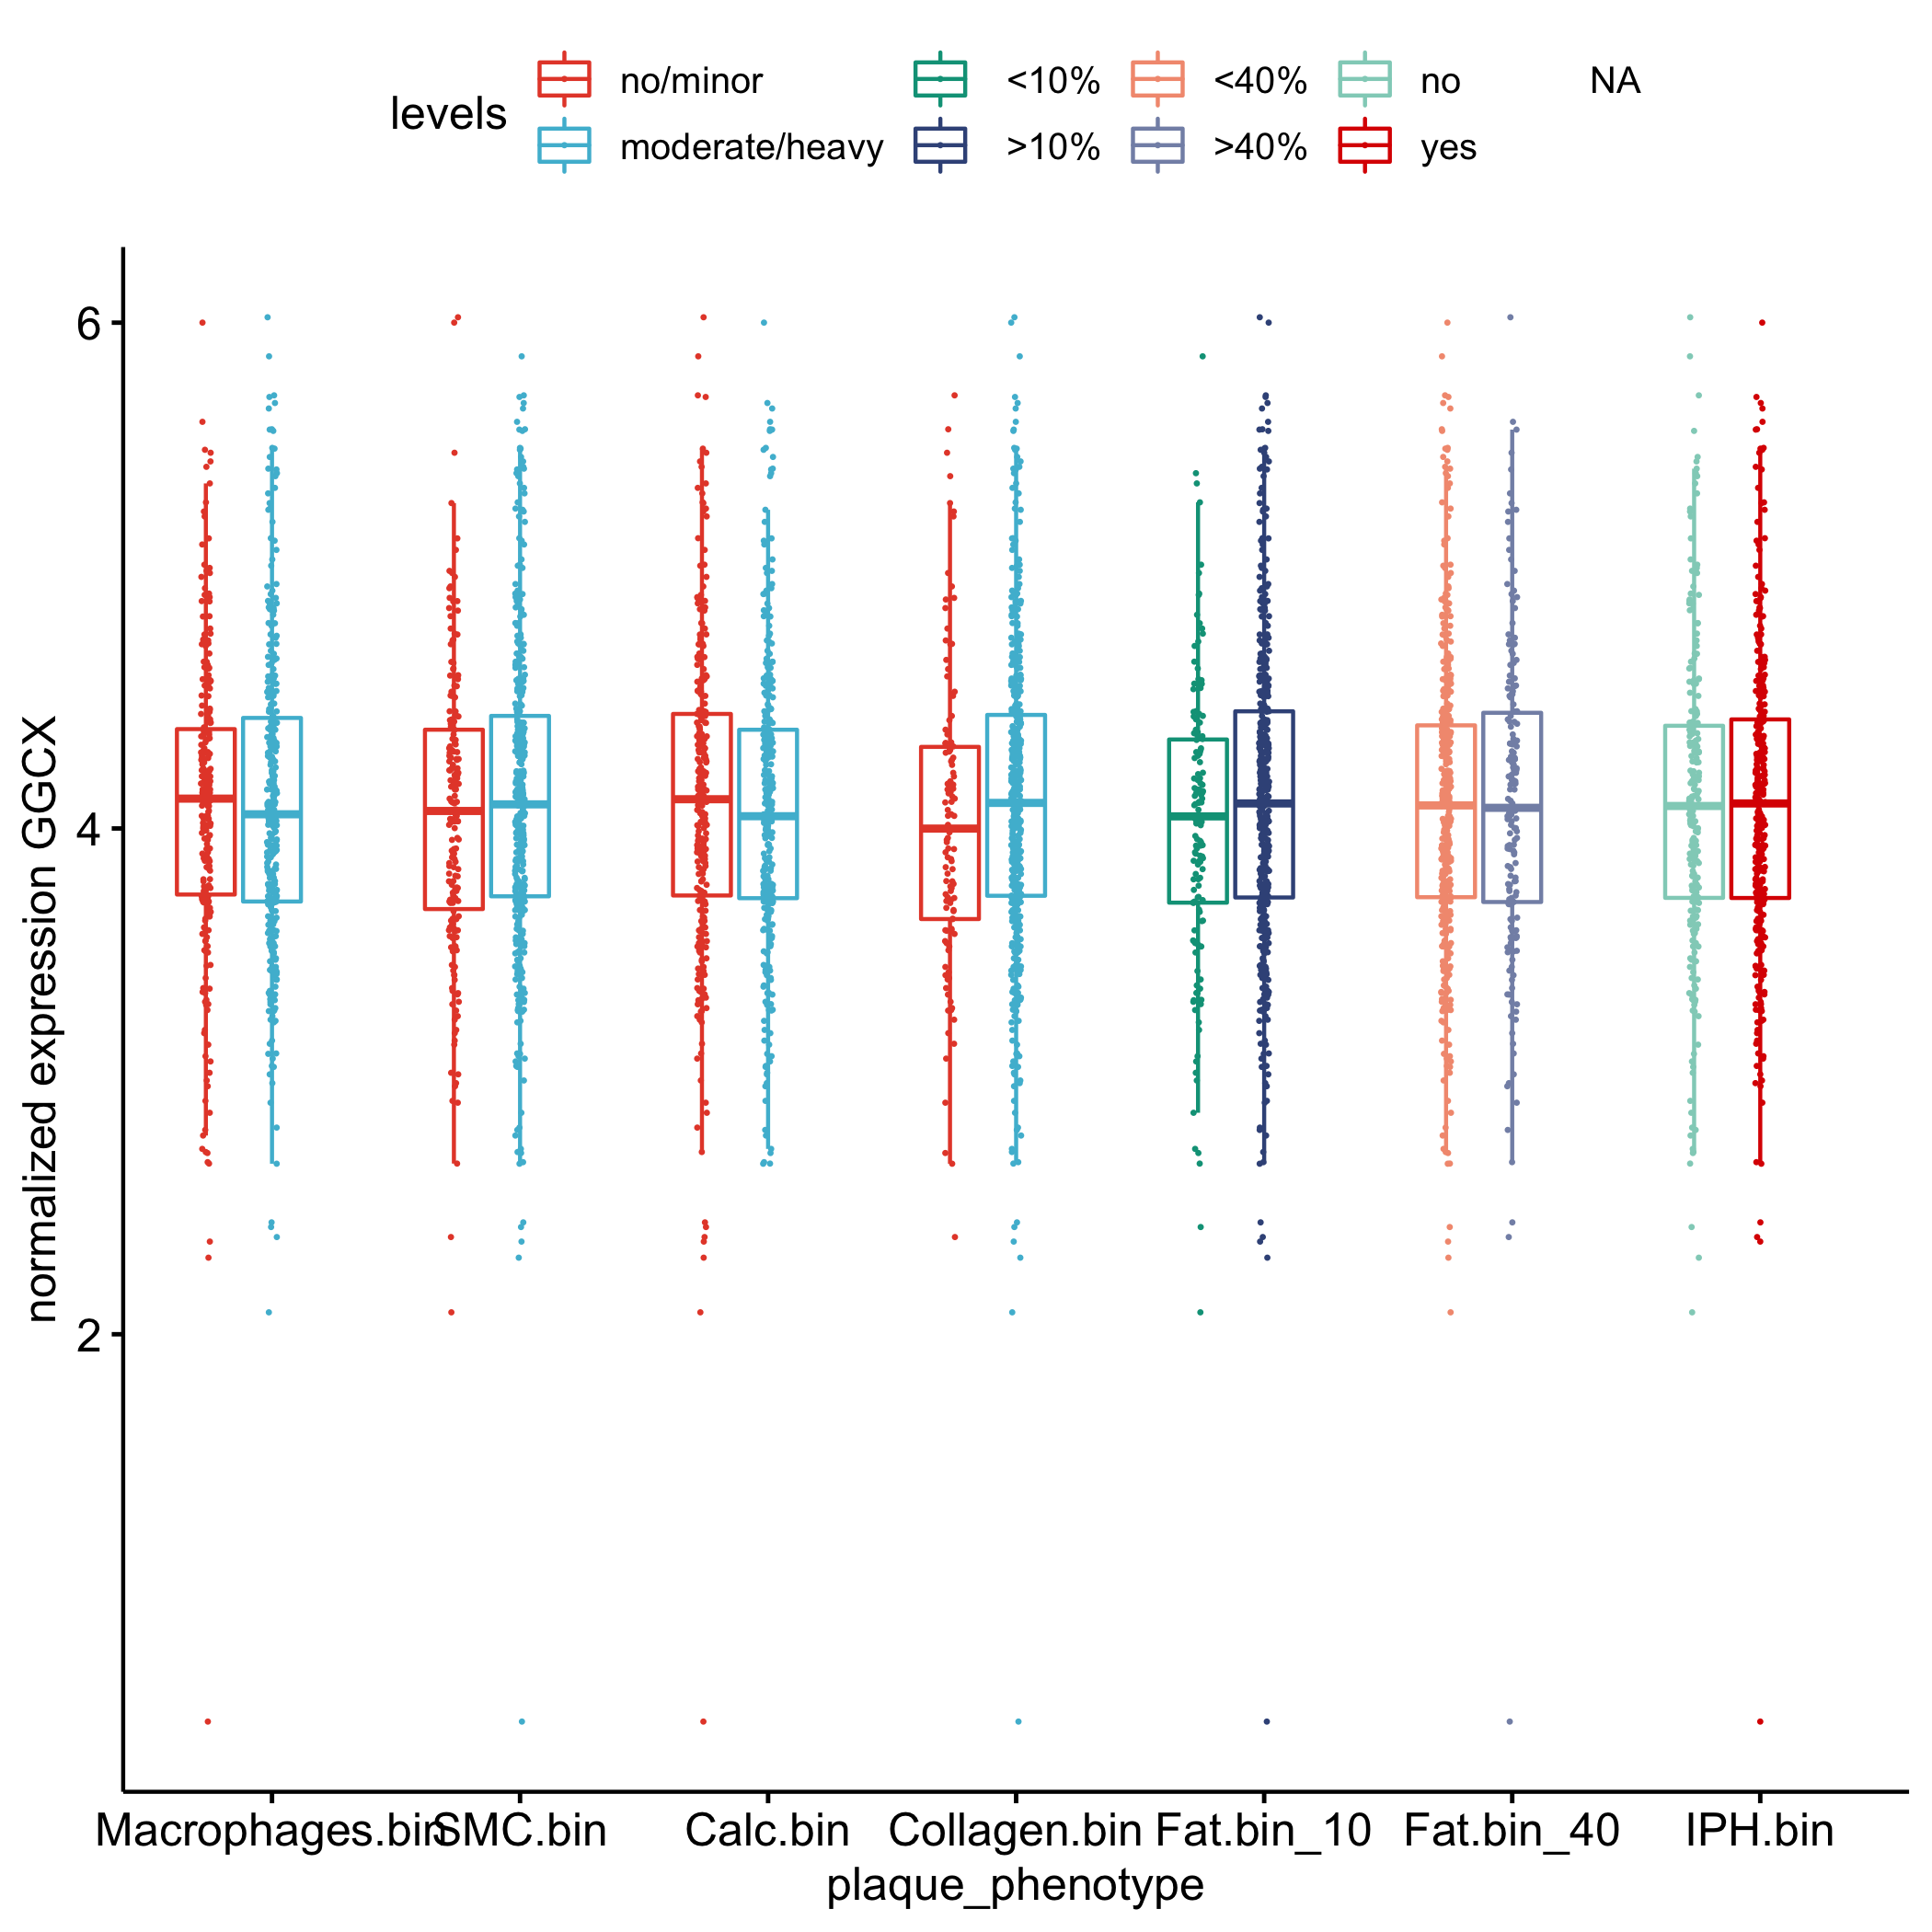 levels
no/minor <10% <40% no NA
moderate/heavy >10% >40% yes
normalized expression GGCX
6
4
2
Macrophages.bin SMC.bin Calc.bin Collagen.bin Fat.bin_10 Fat.bin_40 IPH.bin
plaque_phenotype